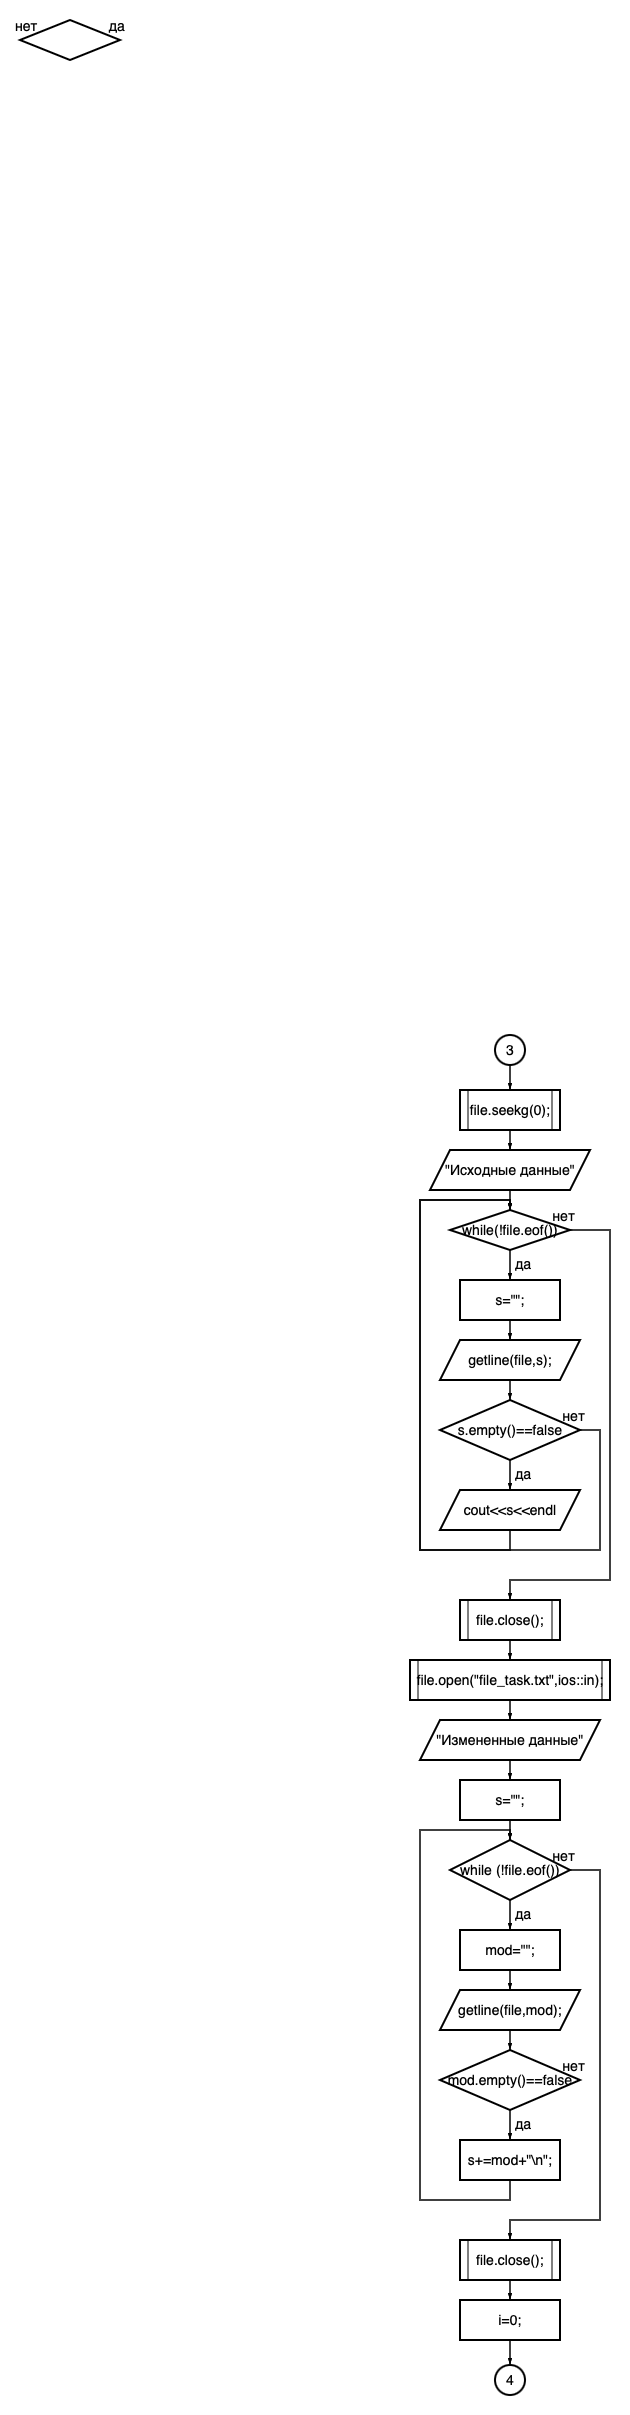 нет да
3
file.seekg(0);
"Исходные данные"
нет
while(!file.eof())
да
s="";
getline(file,s);
нет
s.empty()==false
да
cout<<s<<endl
file.close();
file.open("file_task.txt",ios::in);
"Измененные данные"
s="";
нет
while (!file.eof())
да
mod="";
getline(file,mod);
нет
mod.empty()==false
да
s+=mod+"\n";
file.close();
i=0;
4